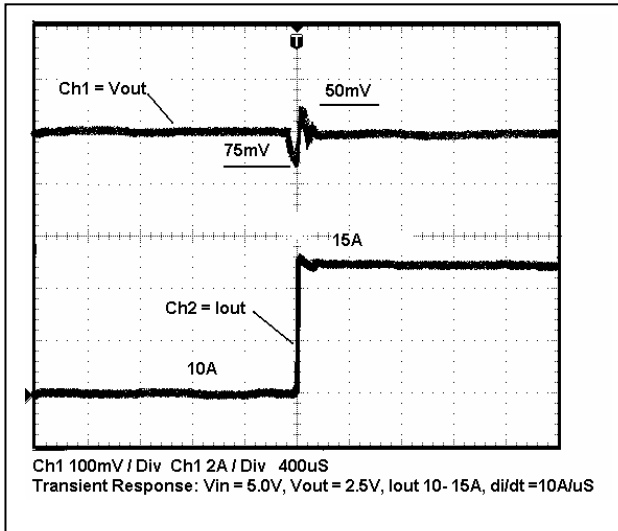 T
Ch1 = Vout
50mV
75mV
15A
Ch2 = Iout
10A
Ch1 100mV / Div Ch1 2A / Div 400uS
Transient Response: Vin = 5.0V, Vout = 2.5V, Iout 10- 15A, di/dt =10A/uS